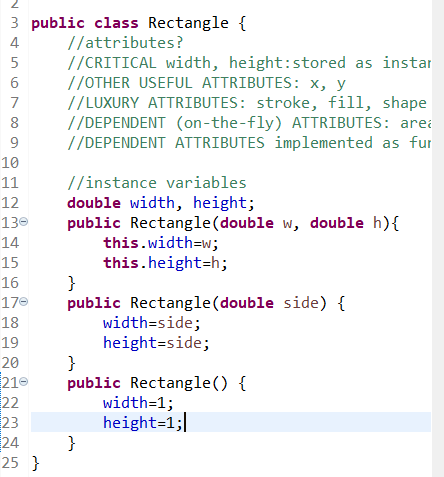 2
3 public class Rectangle {
4 //attributes?
5 //CRITICAL width, height:stored as
6 //OTHER USEFUL ATTRIBUTES: x, y
7 //LUXURY ATTRIBUTES: stroke, fill, shape
8 //DEPENDENT (on-the-fly) ATTRIBUTES:
9 //DEPENDENT ATTRIBUTES implemented as
10
11 //instance variables
12 double width, height;
13 public Rectangle(double w, double h){
14 this.width=w;
15 this.height=h;
16 }
17 public Rectangle(double side) {
18 width=side;
19 height=side;
20 }
21 public Rectangle() {
22 width=1;
23 height=1;
24 }
25 }